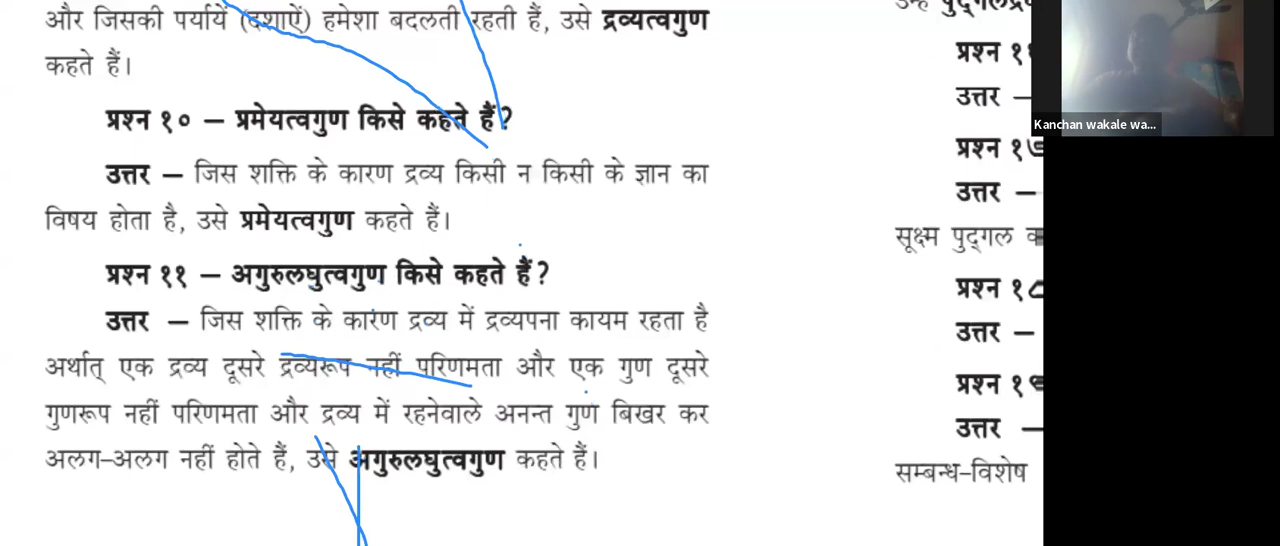 और जिसकी पर्यायें (दशाऐं) हमेशा बदलती रहती हैं, उसे द्रव्यत्वगुण
कहते हैं।
प्रश्न १० – प्रमेयत्वगुण किसे कहते हैं?
उत्तर – जिस शक्ति के कारण द्रव्य किसी न किसी के ज्ञान का
विषय होता है, उसे प्रमेयत्वगुण कहते हैं।
प्रश्न ११ – अगुरुलघुत्वगुण किसे कहते हैं?
उत्तर – जिस शक्ति के कारण द्रव्य में द्रव्यपना कायम रहता है
अर्थात् एक द्रव्य दूसरे द्रव्यरूप नहीं परिणमता और एक गुण दूसरे
गुणरूप नहीं परिणमता और द्रव्य में रहनेवाले अनन्त गुण बिखर कर
अलग-अलग नहीं होते हैं, उसे अगुरुलघुत्वगुण कहते हैं।
प्रश्न
उत्तर –
प्रश्न १७
उत्तर –
सूक्ष्म पुद्गल
प्रश्न १८
उत्तर –
प्रश्न १९
उत्तर –
सम्बन्ध-विशेष
Kanchan wakale wa...